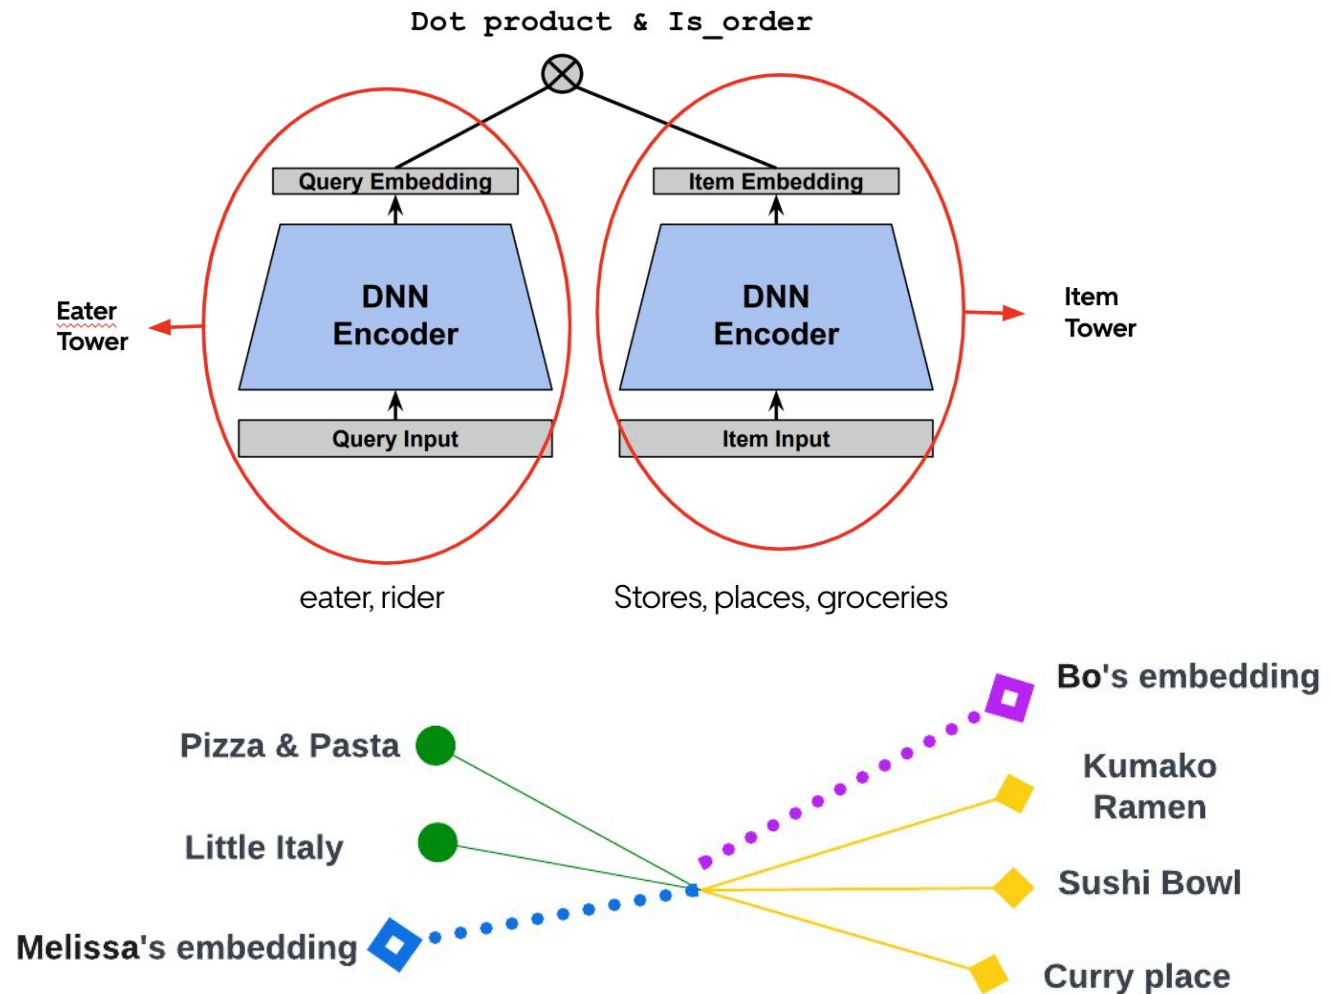 Dot product & Is_order
Query Embedding
Item Embedding
DNN
Encoder
DNN
Encoder
Eater
Tower
Item
Tower
Query Input
Item Input
eater, rider
Stores, places, groceries
Bo's embedding
Pizza & Pasta
Kumako
Ramen
Little Italy
Sushi Bowl
Melissa's embedding
Curry place